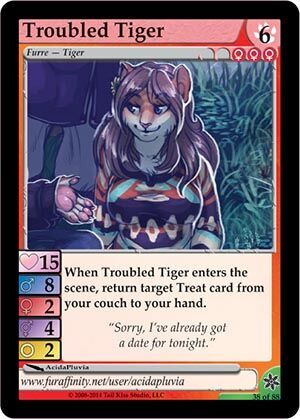 Troubled Tiger
6
Furre — Tiger
15
8
2
4
2
When Troubled Tiger enters the
scene, return target Treat card from
your couch to your hand.
"Sorry, I've already got
a date for tonight."
AcidaPluvia
www.furaffinity.net/user/acidapluvia
© 2008-2014 Tail Kiss Studio, LLC
38 of 88